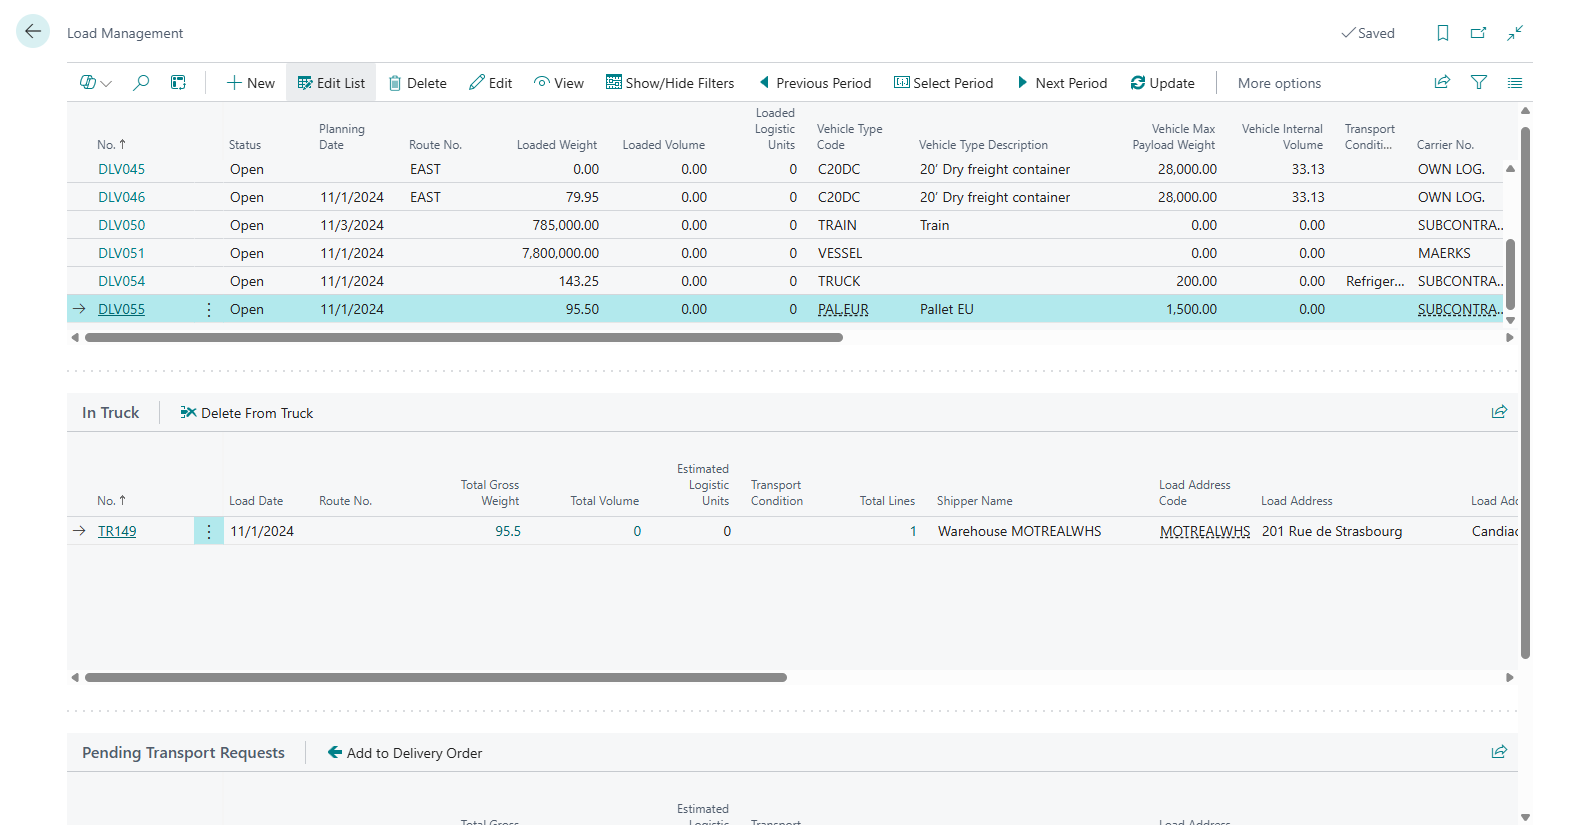 Load Management
Saved
New Edit List Delete Edit View Show/Hide Filters Previous Period Select Period Next Period Update More options
No. ↑ Status Planning Date Route No. Loaded Weight Loaded Volume Loaded Logistic Units Vehicle Type Code Vehicle Type Description Vehicle Max Payload Weight Vehicle Internal Volume Transport Conditi... Carrier No.
DLV045 Open EAST 0.00 0.00 0 C20DC 20’ Dry freight container 28,000.00 33.13 OWN LOG.
DLV046 Open 11/1/2024 EAST 79.95 0.00 0 C20DC 20’ Dry freight container 28,000.00 33.13 OWN LOG.
DLV050 Open 11/3/2024 785,000.00 0.00 0 TRAIN Train 0.00 0.00 SUBCONTRA...
DLV051 Open 11/1/2024 7,800,000.00 0.00 0 VESSEL 0.00 0.00 MAERKS
DLV054 Open 11/1/2024 143.25 0.00 0 TRUCK 200.00 0.00 Refriger... SUBCONTRA...
DLV055 Open 11/1/2024 95.50 0.00 0 PAL.EUR Pallet EU 1,500.00 0.00 SUBCONTRA...
In Truck Delete From Truck
No. ↑ Load Date Route No. Total Gross Weight Total Volume Estimated Logistic Units Transport Condition Total Lines Shipper Name Load Address Code Load Address Load Adc
TR149 11/1/2024 95.5 0 0 1 Warehouse MOTREALWHS MOTREALWHS 201 Rue de Strasbourg Candiac
Pending Transport Requests Add to Delivery Order
Estimated
Total Gross Logistic Transport Load Address